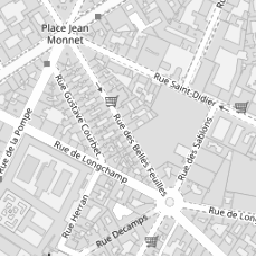 Place Jean
Monnet
Rue Saint-Didier
Rue Gustave Courbet
Rue des Belles Feuilles
Rue des Sablons
Rue de la Pompe
Rue de Longchamp
Rue Herran
Rue Decamps
Rue de Lon